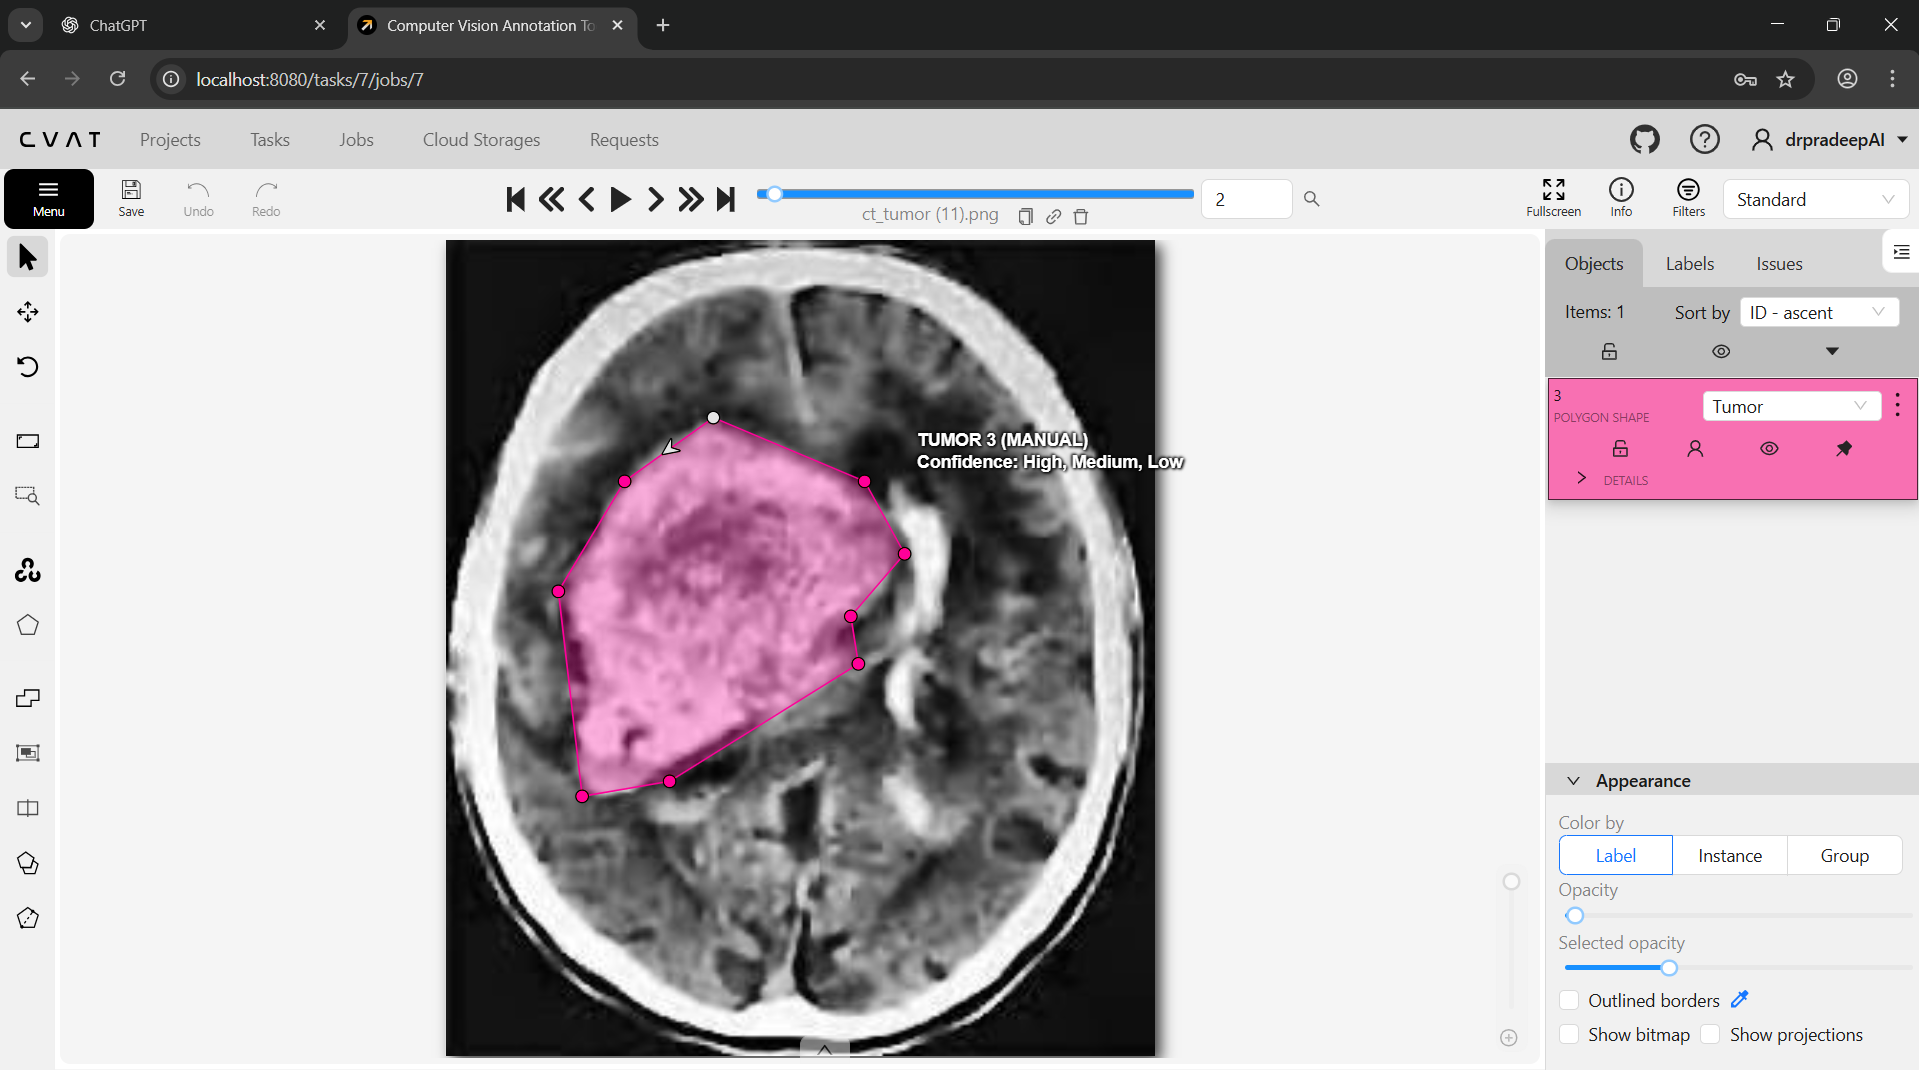 ChatGPT
Computer Vision Annotation To
localhost:8080/tasks/7/jobs/7
CVAT
Projects
Tasks
Jobs
Cloud Storages
Requests
drpradeepAI
Menu
Save
Undo
Redo
ct_tumor (11).png
2
Fullscreen
Info
Filters
Standard
Objects
Labels
Issues
Items: 1
Sort by
ID - ascent
3
POLYGON SHAPE
Tumor
DETAILS
TUMOR 3 (MANUAL)
Confidence: High, Medium, Low
Appearance
Color by
Label
Instance
Group
Opacity
Selected opacity
Outlined borders
Show bitmap
Show projections